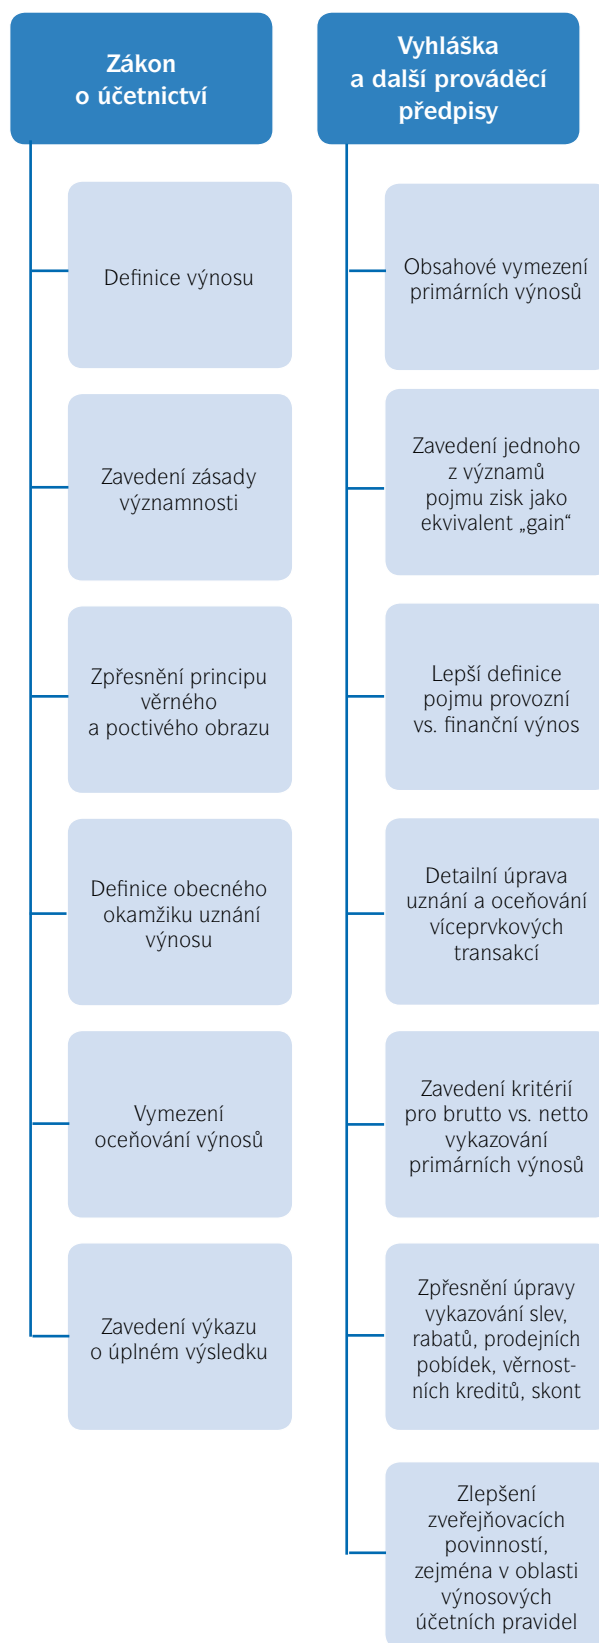 Zákon
o účetnictví
Definice výnosu
Zavedení zásady
významnosti
Zpřesnění principu
věrného
a poctivého obrazu
Definice obecného
okamžiku uznání
výnosu
Vymezení
oceňování výnosů
Zavedení výkazu
o úplném výsledku
Vyhláška
a další prováděcí
předpisy
Obsahové vymezení
primárních výnosů
Zavedení jednoho
z významů
pojmu zisk jako
ekvivalent „gain“
Lepší definice
pojmu provozní
vs. finanční výnos
Detailní úprava
uznání a oceňování
víceprvkových
transakcí
Zavedení kritérií
pro brutto vs. netto
vykazování
primárních výnosů
Zpřesnění úpravy
vykazování slev,
rabatů, prodejních
pobídek, věrnost-
ních kreditů, skont
Zlepšení
zveřejňovacích
povinností,
zejména v oblasti
výnosových
účetních pravidel